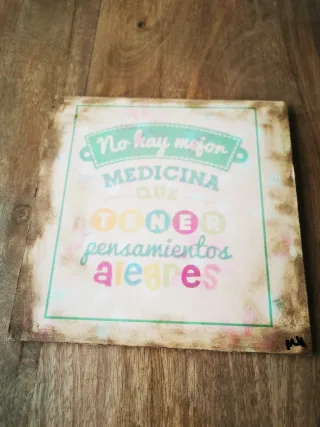 No hay mejor
MEDICINA
QUE
TENER
pensamientos
alegres